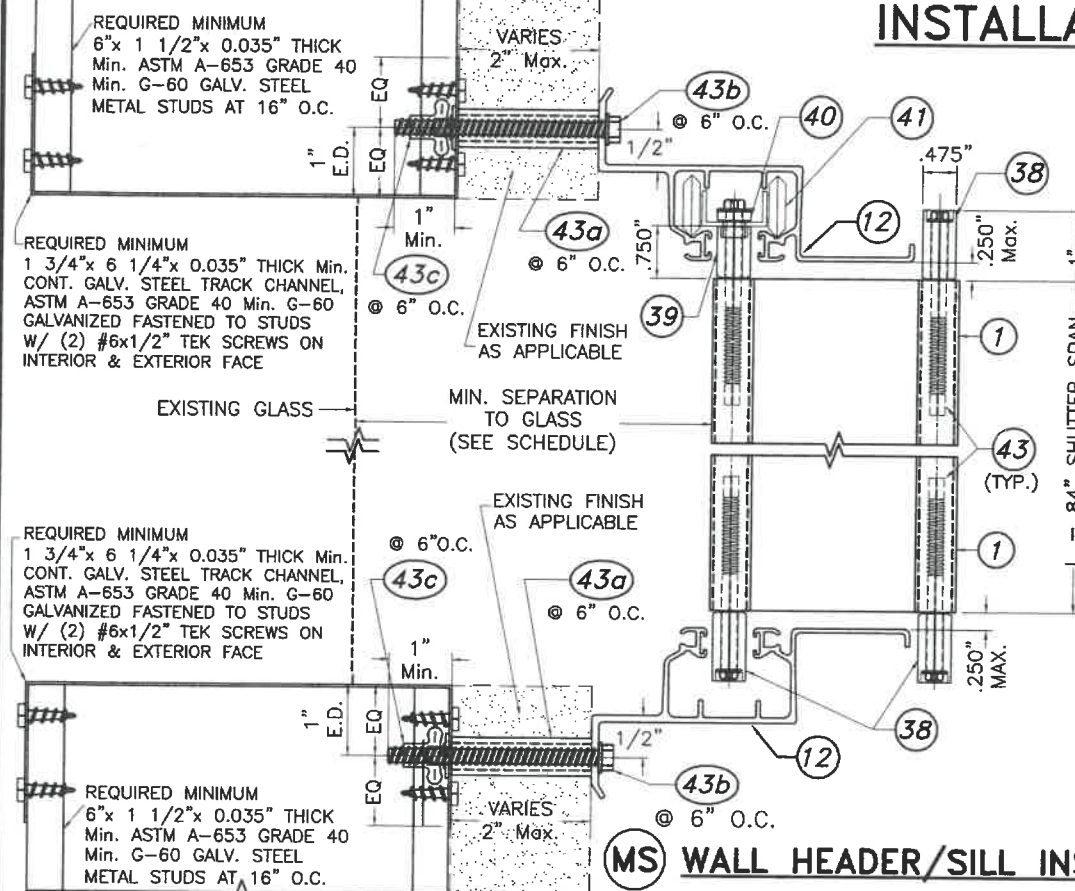 INSTALLA
REQUIRED MINIMUM
6"x 1 1/2"x 0.035" THICK
Min. ASTM A-653 GRADE 40
Min. G-60 GALV. STEEL
METAL STUDS AT 16" O.C.
VARIES
2" Max.
EQ
EQ
1"
E.D.
43b
@ 6" O.C.
1/2"
40
41
.475"
38
.250"
Max.
1"
12
1"
Min.
43c
@ 6" O.C.
43a
@ 6" O.C.
.750"
39
REQUIRED MINIMUM
1 3/4"x 6 1/4"x 0.035" THICK Min.
CONT. GALV. STEEL TRACK CHANNEL,
ASTM A-653 GRADE 40 Min. G-60
GALVANIZED FASTENED TO STUDS
W/ (2) #6x1/2" TEK SCREWS ON
INTERIOR & EXTERIOR FACE
EXISTING FINISH
AS APPLICABLE
1
EXISTING GLASS
MIN. SEPARATION
TO GLASS
(SEE SCHEDULE)
43
(TYP.)
84" SHUTTER SPAN
EXISTING FINISH
AS APPLICABLE
REQUIRED MINIMUM
1 3/4"x 6 1/4"x 0.035" THICK Min.
CONT. GALV. STEEL TRACK CHANNEL,
ASTM A-653 GRADE 40 Min. G-60
GALVANIZED FASTENED TO STUDS
W/ (2) #6x1/2" TEK SCREWS ON
INTERIOR & EXTERIOR FACE
@ 6"O.C.
43c
43a
@ 6" O.C.
1
1"
Min.
.250"
MAX.
1"
E.D.
EQ
EQ
1/2"
12
38
43b
@ 6" O.C.
REQUIRED MINIMUM
6"x 1 1/2"x 0.035" THICK
Min. ASTM A-653 GRADE 40
Min. G-60 GALV. STEEL
METAL STUDS AT 16" O.C.
VARIES
2" Max
MS WALL HEADER/SILL INS